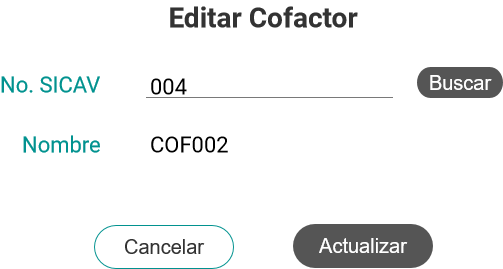 Editar Cofactor
No. SICAV 004 Buscar
Nombre COF002
Cancelar Actualizar